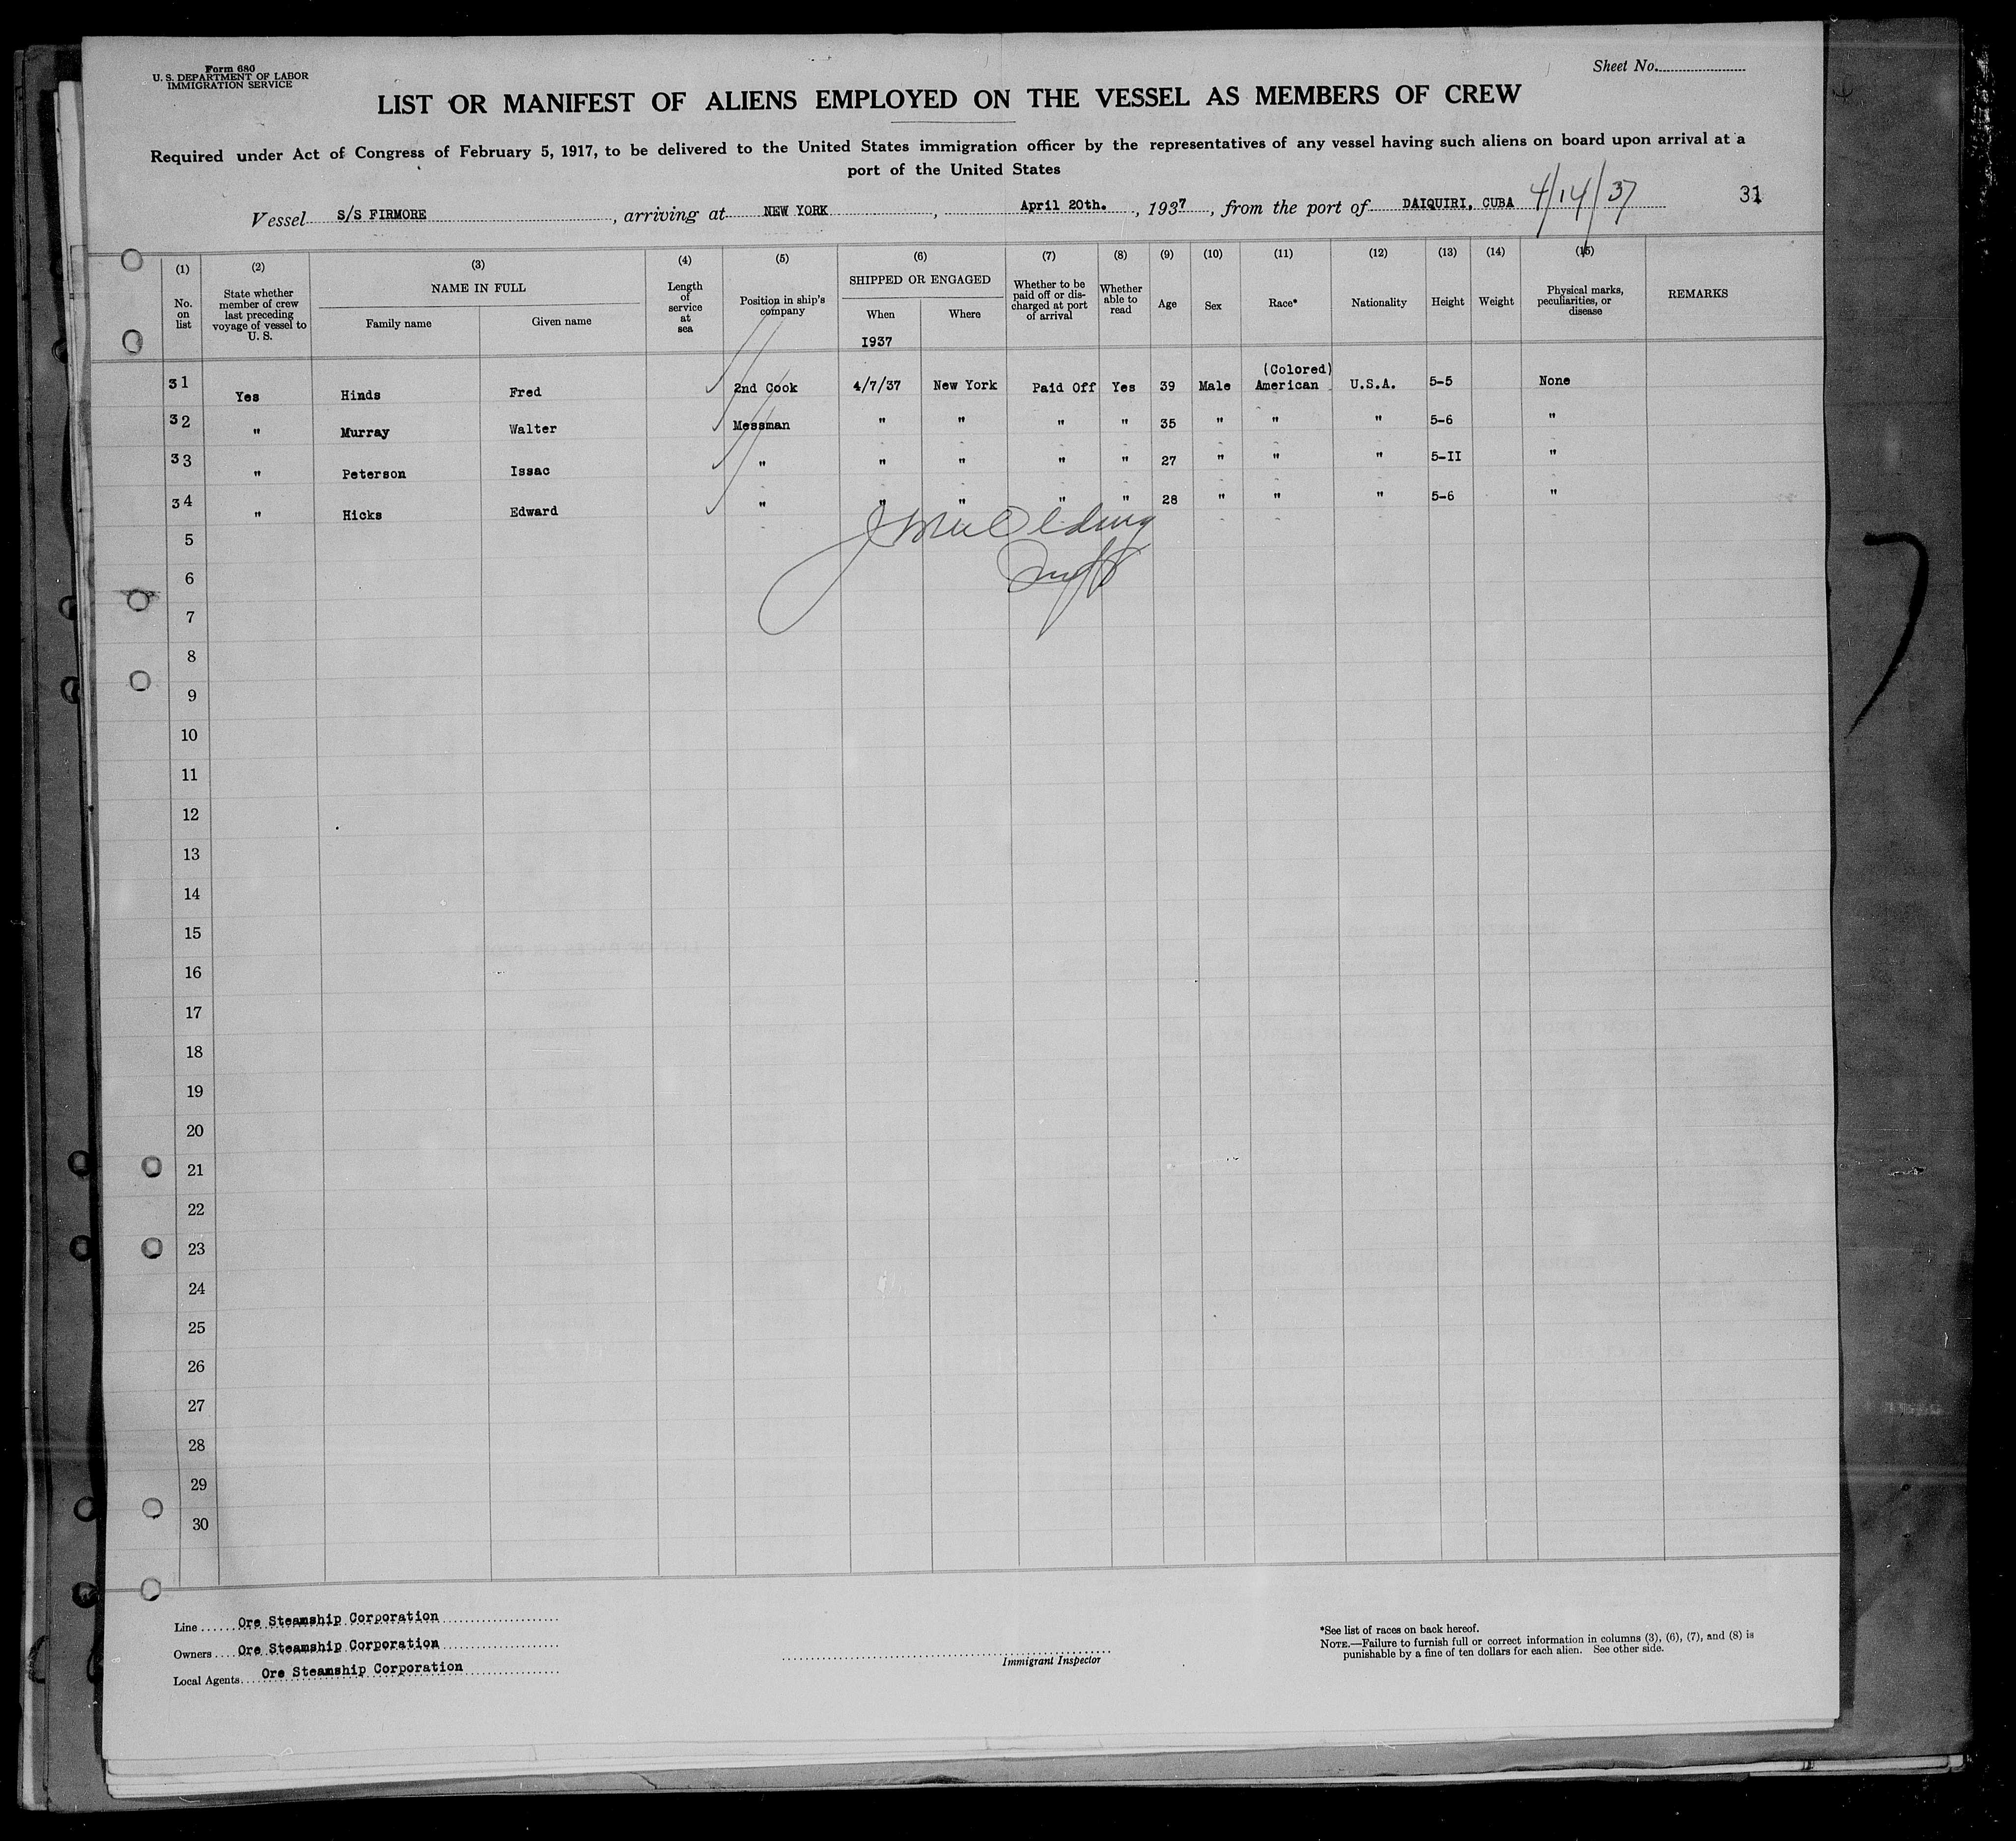 Form 680
U. S. DEPARTMENT OF LABOR
IMMIGRATION SERVICE
Sheet No.
LIST OR MANIFEST OF ALIENS EMPLOYED ON THE VESSEL AS MEMBERS OF CREW
Required under Act of Congress of February 5, 1917, to be delivered to the United States immigration officer by the representatives of any vessel having such aliens on board upon arrival at a
port of the United States
Vessel S/S FIRMORE, arriving at NEW YORK, April 20th., 1937, from the port of DAIQUIRI, CUBA 4/14/37 31
(1) (2) (3) (4) (5) (6) (7) (8) (9) (10) (11) (12) (13) (14) (15)
No. on list
State whether member of crew last preceding voyage of vessel to U. S.
NAME IN FULL
Family name Given name
Length of service at sea
Position in ship's company
SHIPPED OR ENGAGED
When Where
Whether to be paid off or discharged at port of arrival
Whether able to read
Age
Sex
Race*
Nationality
Height
Weight
Physical marks, peculiarities, or disease
REMARKS
1937
31 Yes Hinds Fred 2nd Cook 4/7/37 New York Paid Off Yes 39 Male (Colored) American U.S.A. 5-5 None
32 " Murray Walter Messman " " " " 35 " " " 5-6 "
33 " Peterson Issac " " " " " 27 " " " 5-II "
34 " Hicks Edward " " " " " 28 " " " 5-6 "
5
6
7
8
9
10
11
12
13
14
15
16
17
18
19
20
21
22
23
24
25
26
27
28
29
30
Line Ore Steamship Corporation
Owners Ore Steamship Corporation
Local Agents Ore Steamship Corporation
Immigrant Inspector
*See list of races on back hereof.
NOTE.—Failure to furnish full or correct information in columns (3), (6), (7), and (8) is
punishable by a fine of ten dollars for each alien. See other side.